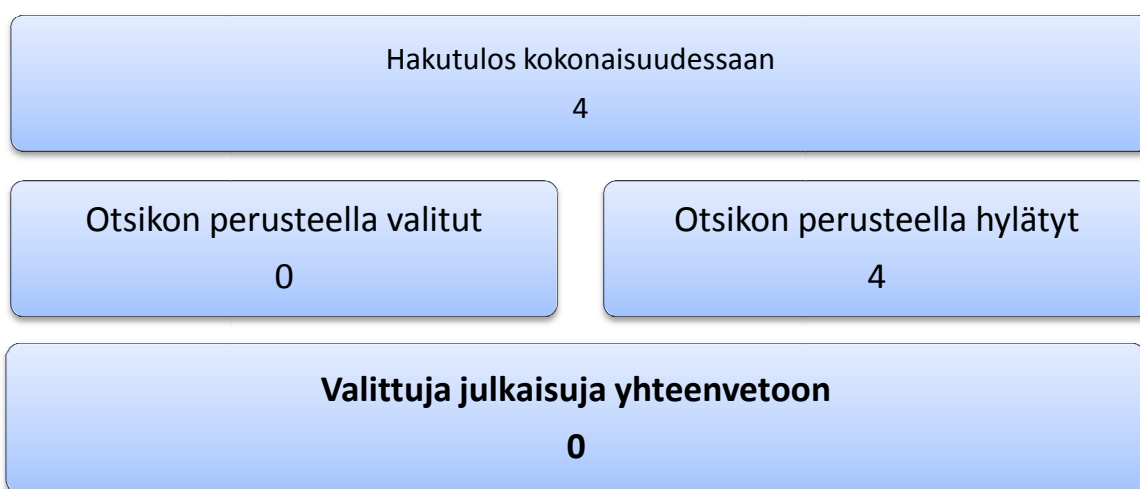 Hakutulos kokonaisuudessaan
4
Otsikon perusteella valitut
0
Otsikon perusteella hylätyt
4
Valittuja julkaisuja yhteenvetoon
0